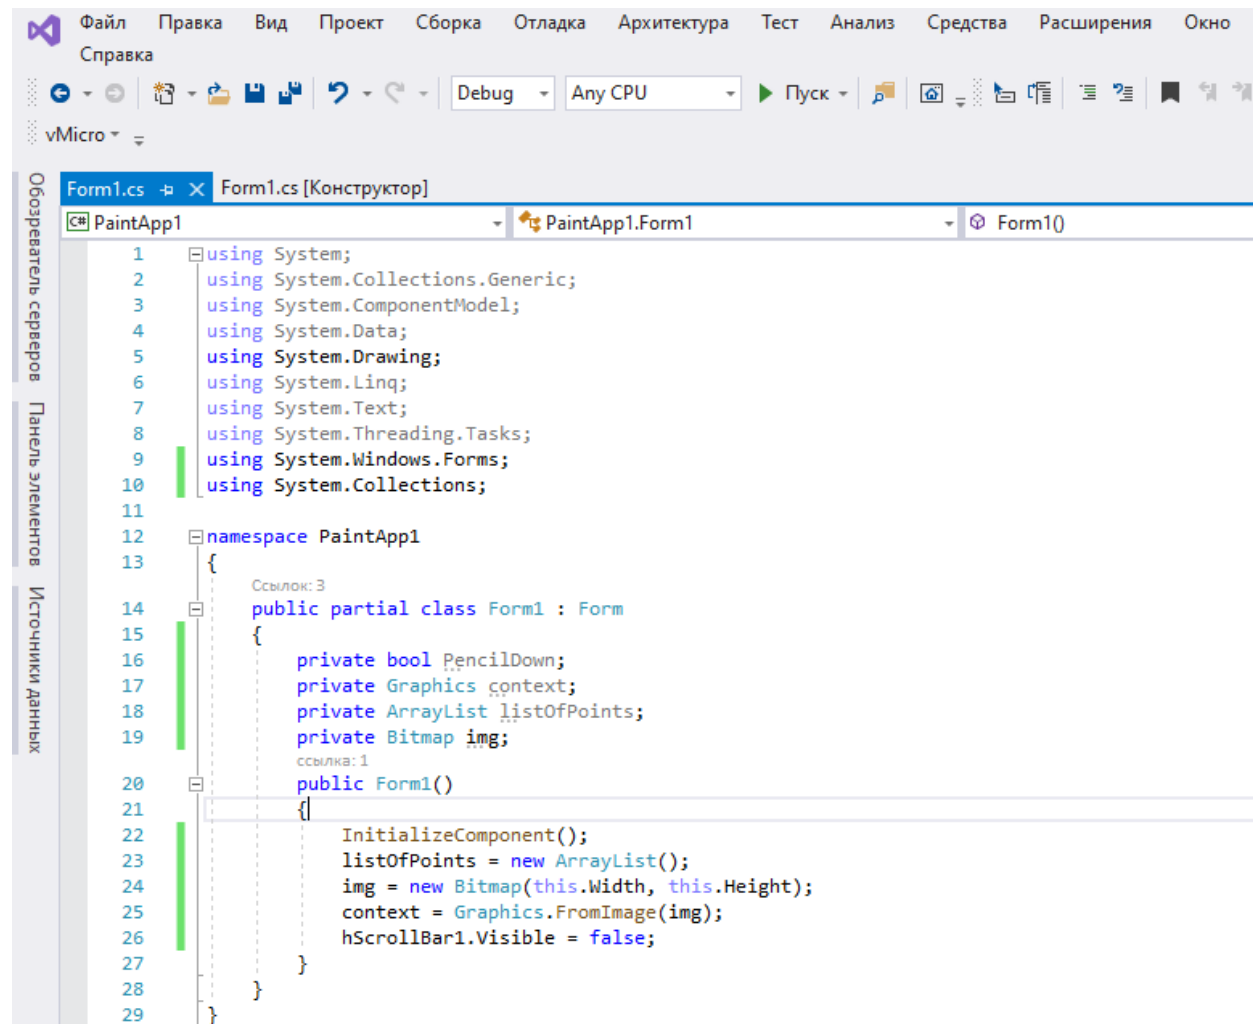 Файл Правка Вид Проект Сборка Отладка Архитектура Тест Анализ Средства Расширения Окно
Справка
Debug Any CPU Пуск
vMicro
Обозреватель серверов
Панель элементов
Источники данных
Form1.cs Form1.cs [Конструктор]
C# PaintApp1 PaintApp1.Form1 Form1()
1 using System;
2 using System.Collections.Generic;
3 using System.ComponentModel;
4 using System.Data;
5 using System.Drawing;
6 using System.Linq;
7 using System.Text;
8 using System.Threading.Tasks;
9 using System.Windows.Forms;
10 using System.Collections;
11
12 namespace PaintApp1
13 {
Ссылок: 3
14 public partial class Form1 : Form
15 {
16 private bool PencilDown;
17 private Graphics context;
18 private ArrayList listOfPoints;
19 private Bitmap img;
ссылка: 1
20 public Form1()
21 {
22 InitializeComponent();
23 listOfPoints = new ArrayList();
24 img = new Bitmap(this.Width, this.Height);
25 context = Graphics.FromImage(img);
26 hScrollBar1.Visible = false;
27 }
28 }
29 }